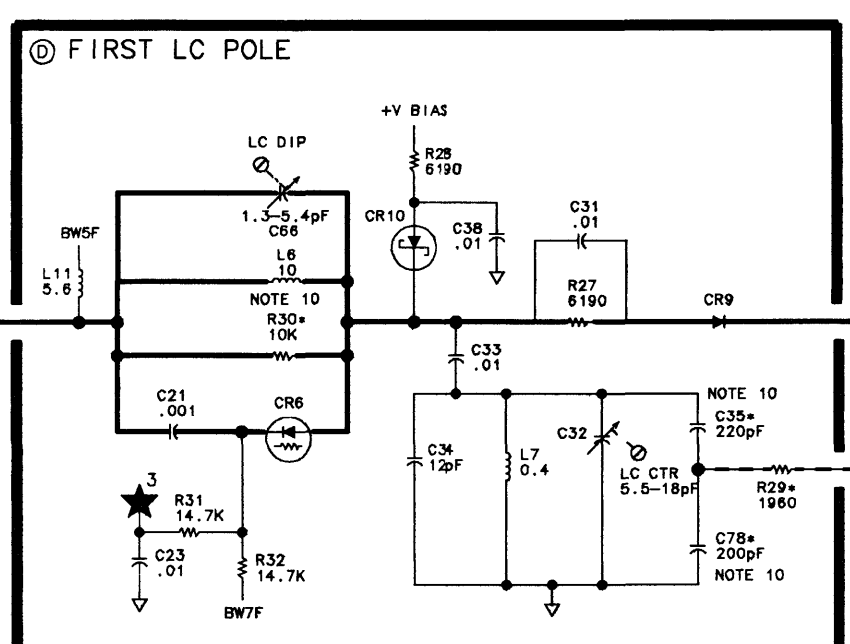 D FIRST LC POLE
+V BIAS
LC DIP
R28
6190
1.3-5.4pF
C66
CR10
C38
.01
C31
.01
BW5F
L11
5.6
L6
10
NOTE 10
R27
6190
CR9
R30*
10K
C33
.01
C21
.001
CR6
NOTE 10
C35*
220pF
C34
12pF
L7
0.4
C32
LC CTR
5.5-18pF
R29*
1960
3
R31
14.7K
C23
.01
R32
14.7K
BW7F
C78*
200pF
NOTE 10